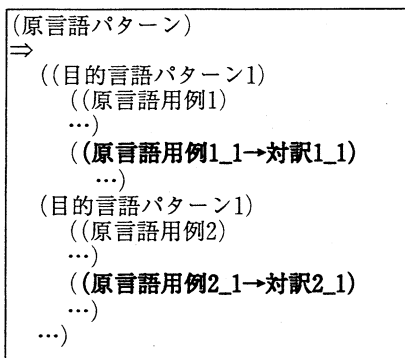 (原言語パターン)
⇒
((目的言語パターン1)
((原言語用例1)
…)
((原言語用例1_1→対訳1_1)
…)
(目的言語パターン1)
((原言語用例2)
…)
((原言語用例2_1→対訳2_1)
…)
…)